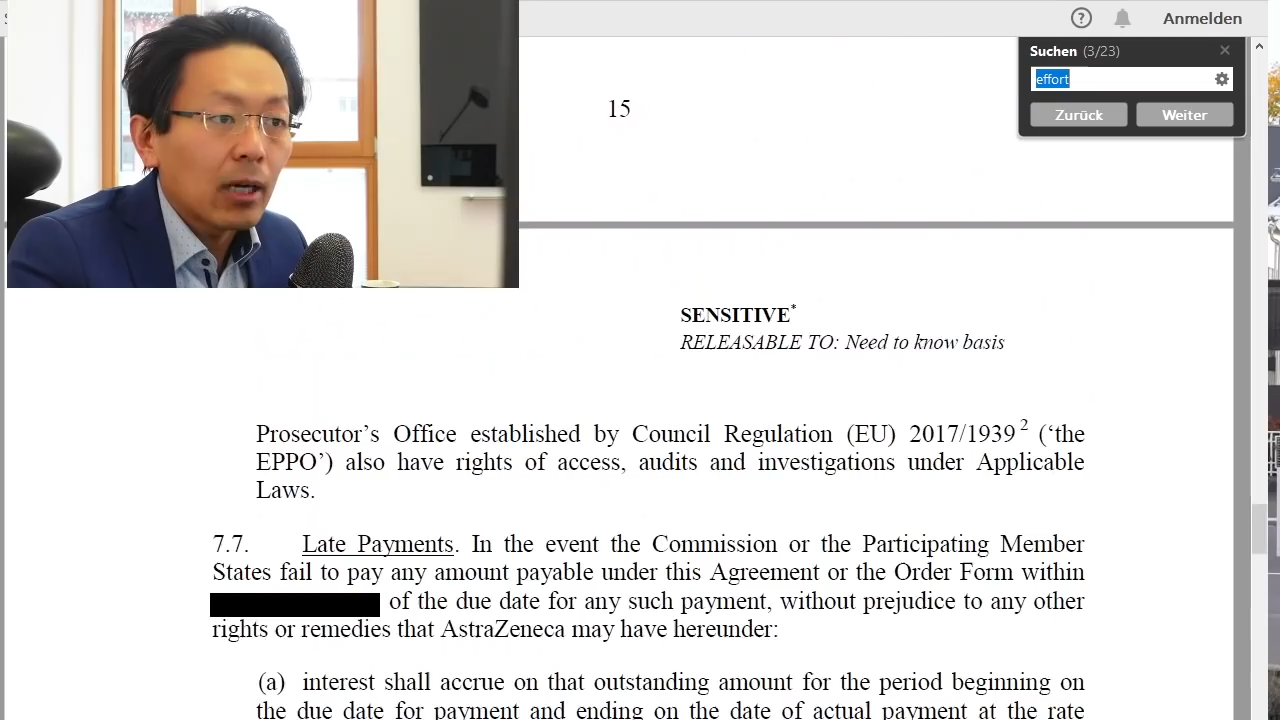 Anmelden
Suchen (3/23)
effort
Zurück Weiter
15
SENSITIVE*
RELEASABLE TO: Need to know basis
Prosecutor’s Office established by Council Regulation (EU) 2017/1939 2 (‘the
EPPO’) also have rights of access, audits and investigations under Applicable
Laws.
7.7. Late Payments. In the event the Commission or the Participating Member
States fail to pay any amount payable under this Agreement or the Order Form within
of the due date for any such payment, without prejudice to any other
rights or remedies that AstraZeneca may have hereunder:
(a) interest shall accrue on that outstanding amount for the period beginning on
the due date for payment and ending on the date of actual payment at the rate